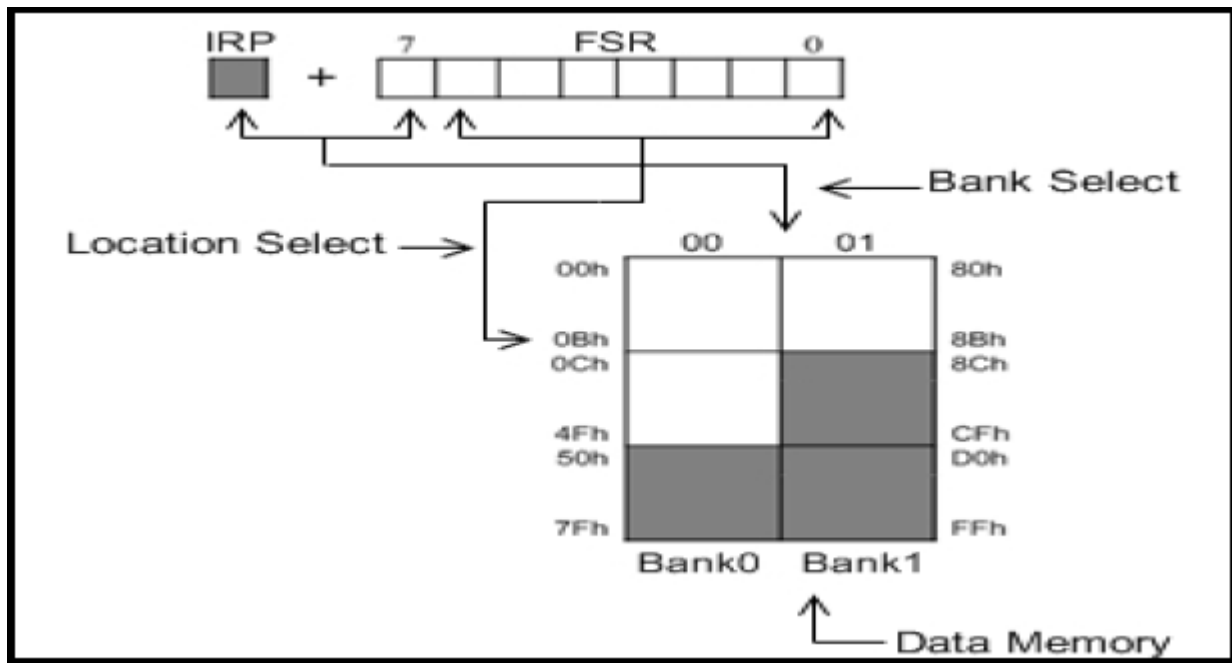 IRP 7 FSR 0
+
Bank Select
Location Select
00 01
00h 80h
0Bh 8Bh
0Ch 8Ch
4Fh CFh
50h D0h
7Fh FFh
Bank0 Bank1
Data Memory